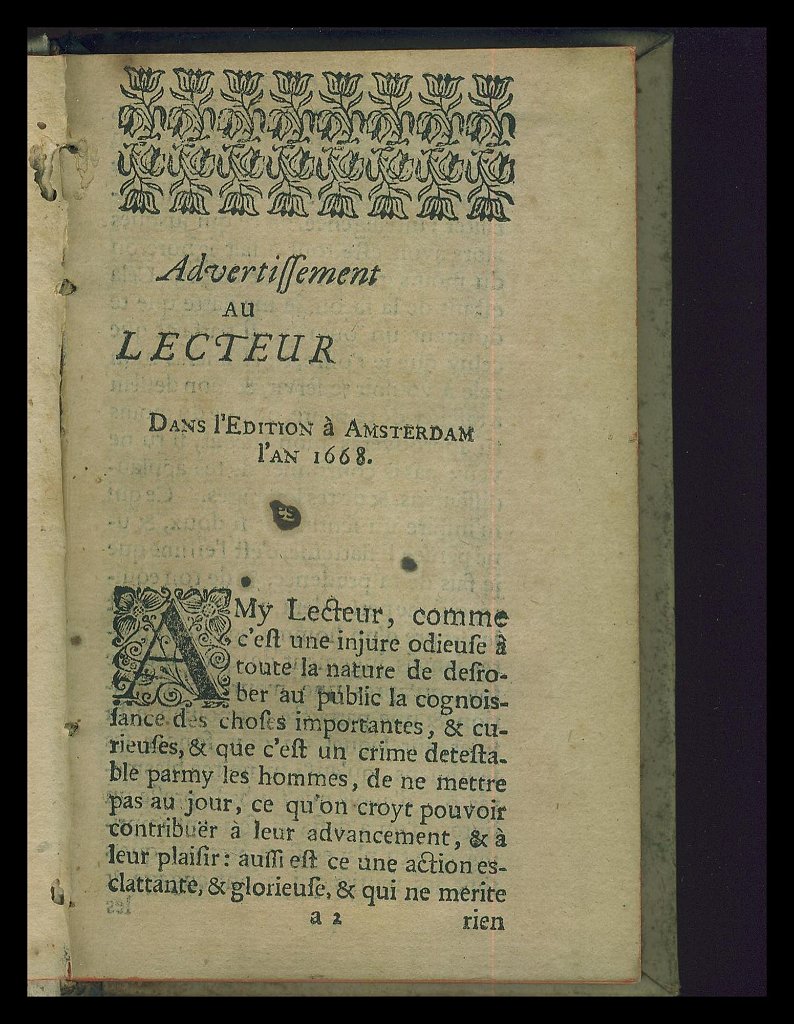 Advertiſſement
AU
LECTEUR
DANS l'EDITION à AMSTERDAM
l'AN 1668.
AMy Lecteur, comme
c'eſt une injure odieuſe à
toute la nature de deſro-
ber au public la cognoiſ-
ſance des choſes importantes, & cu-
rieuſes, & que c'eſt un crime deteſta-
ble parmy les hommes, de ne mettre
pas au jour, ce qu'on croyt pouvoir
contribuër à leur advancement, & à
leur plaiſir: auſſi eſt ce une action eſ-
clattante, & glorieuſe, & qui ne merite
a 2 rien